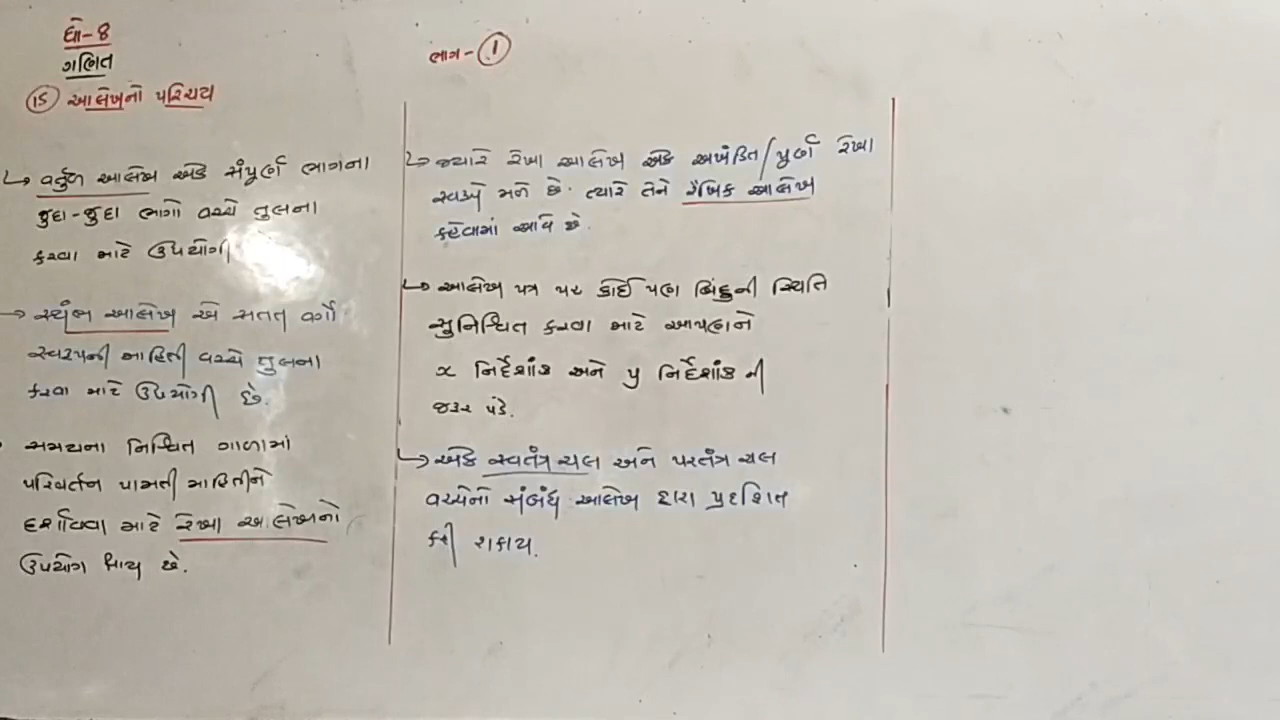 ધો-8
ગણિત
15 આલેખનો પરિચય
ભાગ-1
વર્તુળ આલેખ એક સંપૂર્ણ ભાગના
જુદા-જુદા ભાગો વચ્ચે તુલના
કરવા માટે ઉપયોગી
સ્થંભ આલેખ એ સતત વર્ગો
સ્વરૂપની માહિતી વચ્ચે તુલના
કરવા માટે ઉપયોગી છે.
સમયના નિશ્ચિત ગાળામાં
પરિવર્તન પામતી માહિતીને
દર્શાવવા માટે રેખા આલેખનો
ઉપયોગ થાય છે.
જ્યારે રેખા આલેખ એક અખંડિત/પૂર્ણ રેખા
સ્વરૂપે મળે છે. ત્યારે તેને રૈખિક આલેખ
કહેવામાં આવે છે.
આલેખ પત્ર પર કોઈ પણ બિંદુની સ્થિતિ
સુનિશ્ચિત કરવા માટે આપણને
x નિર્દેશાંક અને y નિર્દેશાંક ની
જરૂર પડે.
એક સ્વતંત્ર ચલ અને પરતંત્ર ચલ
વચ્ચેનો સંબંધ આલેખ દ્વારા પ્રદર્શિત
કરી શકાય.